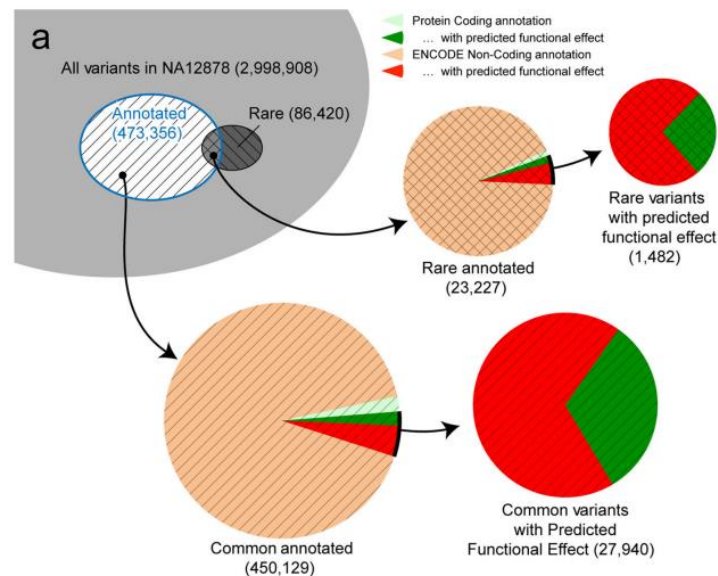 a
Protein Coding annotation
... with predicted functional effect
ENCODE Non-Coding annotation
... with predicted functional effect
All variants in NA12878 (2,998,908)
Annotated
(473,356)
Rare (86,420)
Rare annotated
(23,227)
Rare variants
with predicted
functional effect
(1,482)
Common annotated
(450,129)
Common variants
with Predicted
Functional Effect (27,940)